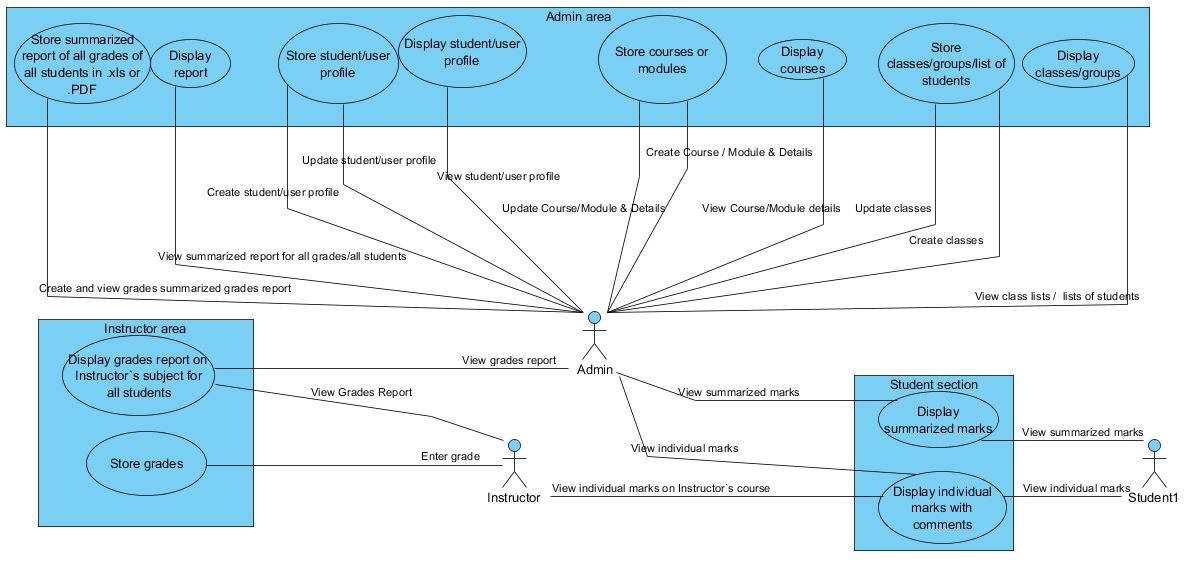 Admin area
Store summarized
report of all grades of
all students in .xls or
.PDF
Display
report
Store student/user
profile
Display student/user
profile
Store courses or
modules
Display
courses
Store
classes/groups/list of
students
Display
classes/groups
Create Course / Module & Details
Update student/user profile
View student/user profile
Create student/user profile
Update Course/Module & Details
View Course/Module details
Update classes
Create classes
View summarized report for all grades/all students
Create and view grades summarized grades report
View class lists /  lists of students
Instructor area
Display grades report on
Instructor`s subject for
all students
View grades report
Admin
View Grades Report
View summarized marks
Student section
Display
summarized marks
View summarized marks
Store grades
Enter grade
Instructor
View individual marks
View individual marks on Instructor`s course
Display individual
marks with
comments
View individual marks
Student1